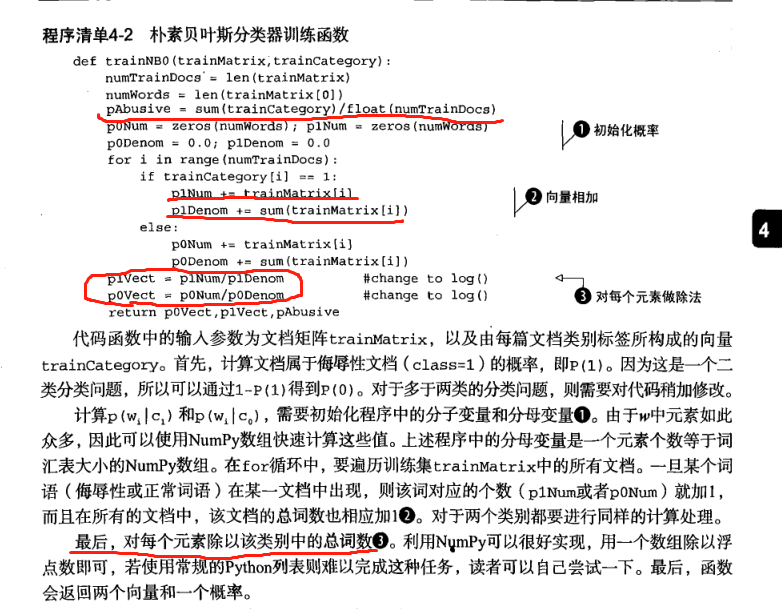 程序清单4-2 朴素贝叶斯分类器训练函数
def trainNB0(trainMatrix,trainCategory):
numTrainDocs = len(trainMatrix)
numWords = len(trainMatrix[0])
pAbusive = sum(trainCategory)/float(numTrainDocs)
p0Num = zeros(numWords); p1Num = zeros(numWords) ❶ 初始化概率
p0Denom = 0.0; p1Denom = 0.0
for i in range(numTrainDocs):
if trainCategory[i] == 1:
p1Num += trainMatrix[i] ❷ 向量相加
p1Denom += sum(trainMatrix[i])
4
else:
p0Num += trainMatrix[i]
p0Denom += sum(trainMatrix[i])
p1Vect = p1Num/p1Denom #change to log()
p0Vect = p0Num/p0Denom #change to log() ❸ 对每个元素做除法
return p0Vect,p1Vect,pAbusive
代码函数中的输入参数为文档矩阵trainMatrix，以及由每篇文档类别标签所构成的向量
trainCategory。首先，计算文档属于侮辱性文档（class=1）的概率，即P(1)。因为这是一个二
类分类问题，所以可以通过1-P(1)得到P(0)。对于多于两类的分类问题，则需要对代码稍加修改。
计算p(wi|c1)和p(wi|c0)，需要初始化程序中的分子变量和分母变量❶。由于w中元素如此
众多，因此可以使用NumPy数组快速计算这些值。上述程序中的分母变量是一个元素个数等于词
汇表大小的NumPy数组。在for循环中，要遍历训练集trainMatrix中的所有文档。一旦某个词
语（侮辱性或正常词语）在某一文档中出现，则该词对应的个数（p1Num或者p0Num）就加1，
而且在所有的文档中，该文档的总词数也相应加1❷。对于两个类别都要进行同样的计算处理。
最后，对每个元素除以该类别中的总词数❸。利用NumPy可以很好实现，用一个数组除以浮
点数即可，若使用常规的Python列表则难以完成这种任务，读者可以自己尝试一下。最后，函数
会返回两个向量和一个概率。